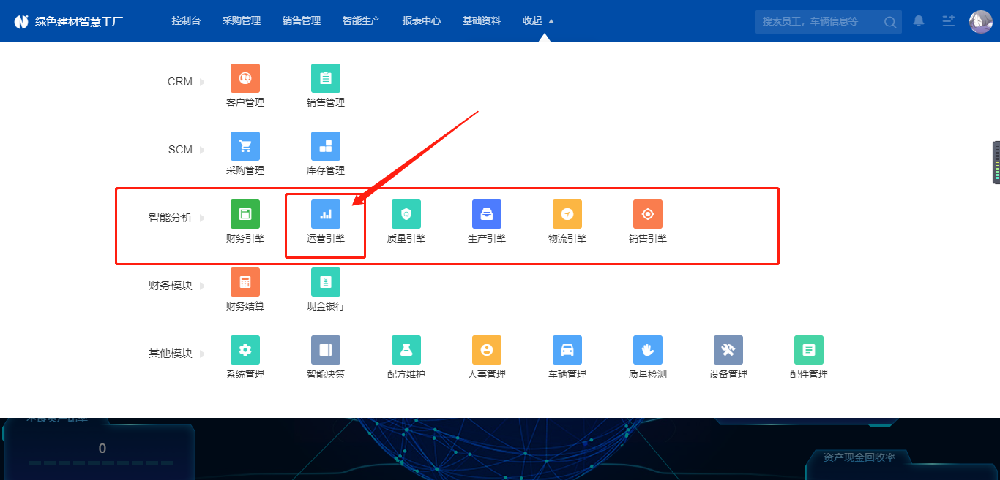 绿色建材智慧工厂
控制台 采购管理 销售管理 智能生产 报表中心 基础资料 收起
搜索员工，车辆信息等
CRM 客户管理 销售管理
SCM 采购管理 库存管理
智能分析 财务引擎 运营引擎 质量引擎 生产引擎 物流引擎 销售引擎
财务模块 财务结算 现金银行
其他模块 系统管理 智能决策 配方维护 人事管理 车辆管理 质量检测 设备管理 配件管理
不良资产比率
0
资产现金回收率